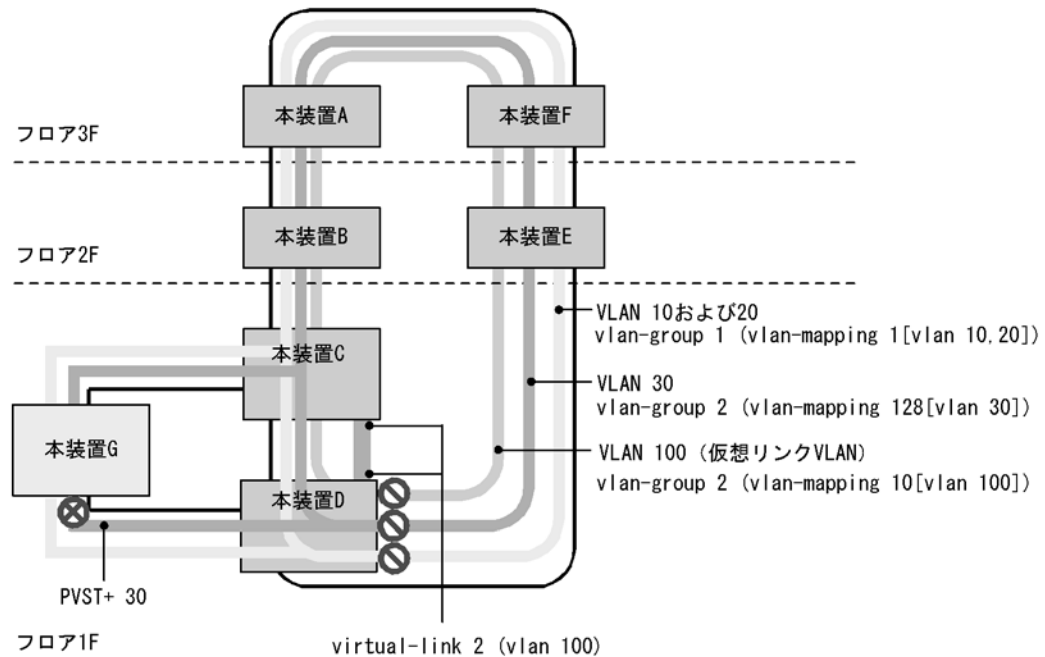 本装置A
本装置F
フロア3F
本装置B
本装置E
フロア2F
VLAN 10および20
vlan-group 1 (vlan-mapping 1[vlan 10,20])
本装置C
VLAN 30
vlan-group 2 (vlan-mapping 128[vlan 30])
本装置G
VLAN 100 (仮想リンクVLAN)
vlan-group 2 (vlan-mapping 10[vlan 100])
本装置D
PVST+ 30
フロア1F
virtual-link 2 (vlan 100)